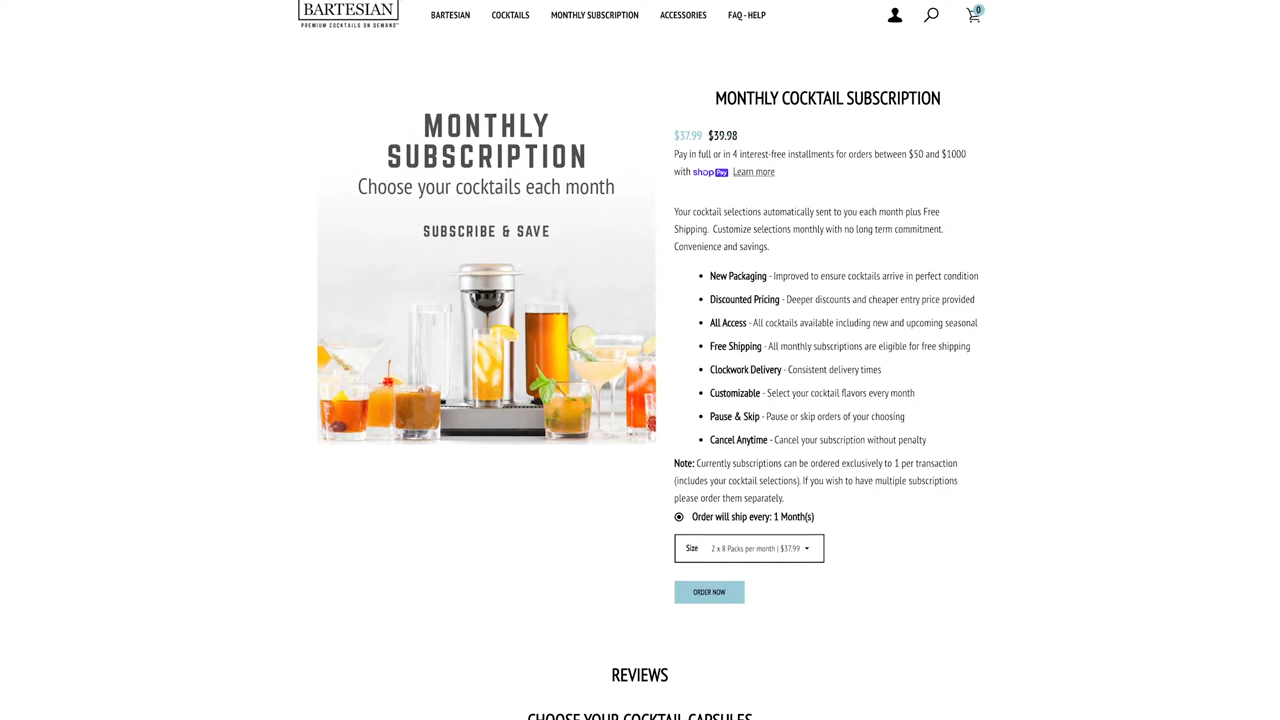 BARTESIAN
PREMIUM COCKTAILS ON DEMAND™
BARTESIAN COCKTAILS MONTHLY SUBSCRIPTION ACCESSORIES FAQ - HELP
0
MONTHLY
SUBSCRIPTION
Choose your cocktails each month
SUBSCRIBE & SAVE
MONTHLY COCKTAIL SUBSCRIPTION
$37.99 $39.98
Pay in full or in 4 interest-free installments for orders between $50 and $1000
with shop Pay Learn more
Your cocktail selections automatically sent to you each month plus Free
Shipping. Customize selections monthly with no long term commitment.
Convenience and savings.
• New Packaging - Improved to ensure cocktails arrive in perfect condition
• Discounted Pricing - Deeper discounts and cheaper entry price provided
• All Access - All cocktails available including new and upcoming seasonal
• Free Shipping - All monthly subscriptions are eligible for free shipping
• Clockwork Delivery - Consistent delivery times
• Customizable - Select your cocktail flavors every month
• Pause & Skip - Pause or skip orders of your choosing
• Cancel Anytime - Cancel your subscription without penalty
Note: Currently subscriptions can be ordered exclusively to 1 per transaction
(includes your cocktail selections). If you wish to have multiple subscriptions
please order them separately.
Order will ship every: 1 Month(s)
Size 2 x 8 Packs per month | $37.99
ORDER NOW
REVIEWS
CHOOSE YOUR COCKTAIL CAPSULES